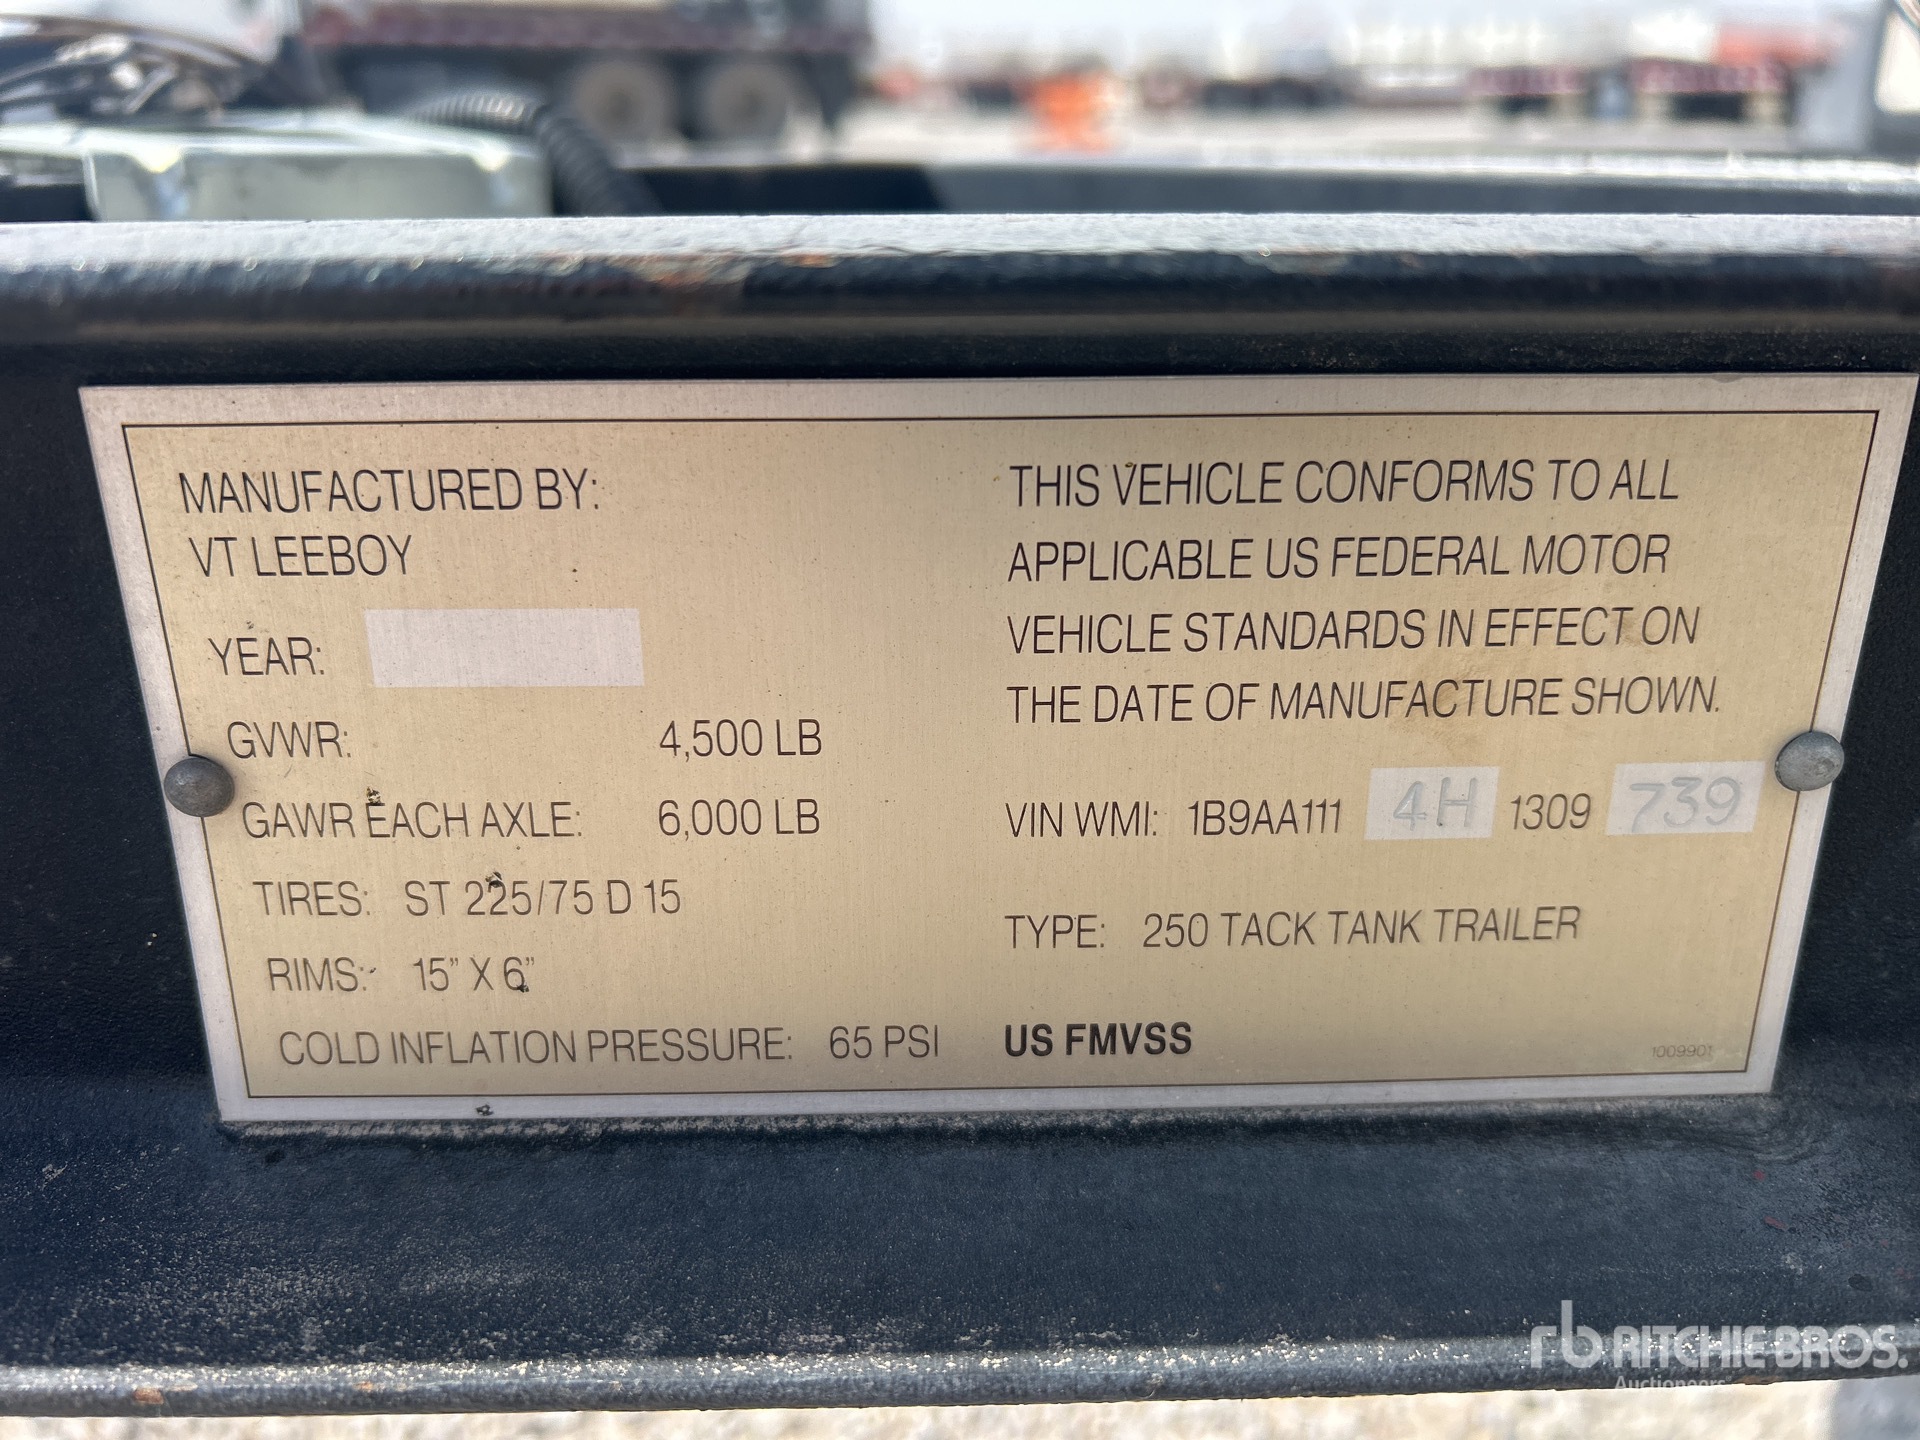 MANUFACTURED BY:
VT LEEBOY
YEAR:
GVWR: 4,500 LB
GAWR EACH AXLE: 6,000 LB
TIRES: ST 225/75 D 15
RIMS: 15" X 6"
COLD INFLATION PRESSURE: 65 PSI
THIS VEHICLE CONFORMS TO ALL
APPLICABLE US FEDERAL MOTOR
VEHICLE STANDARDS IN EFFECT ON
THE DATE OF MANUFACTURE SHOWN.
VIN WMI: 1B9AA111 4H 1309 739
TYPE: 250 TACK TANK TRAILER
US FMVSS
1009901
rb RITCHIE BROS.
Auctioneers